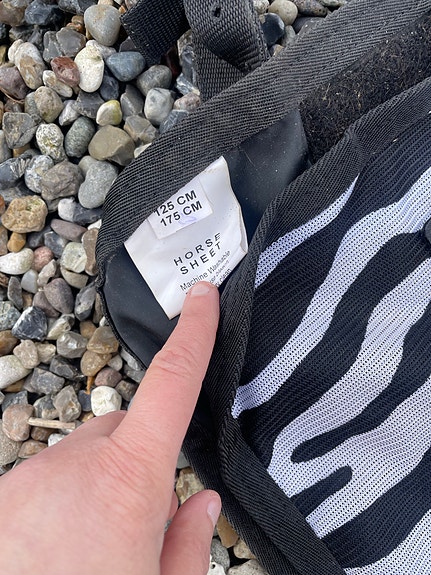 125 CM
175 CM
HORSE
SHEET
Machine Washable